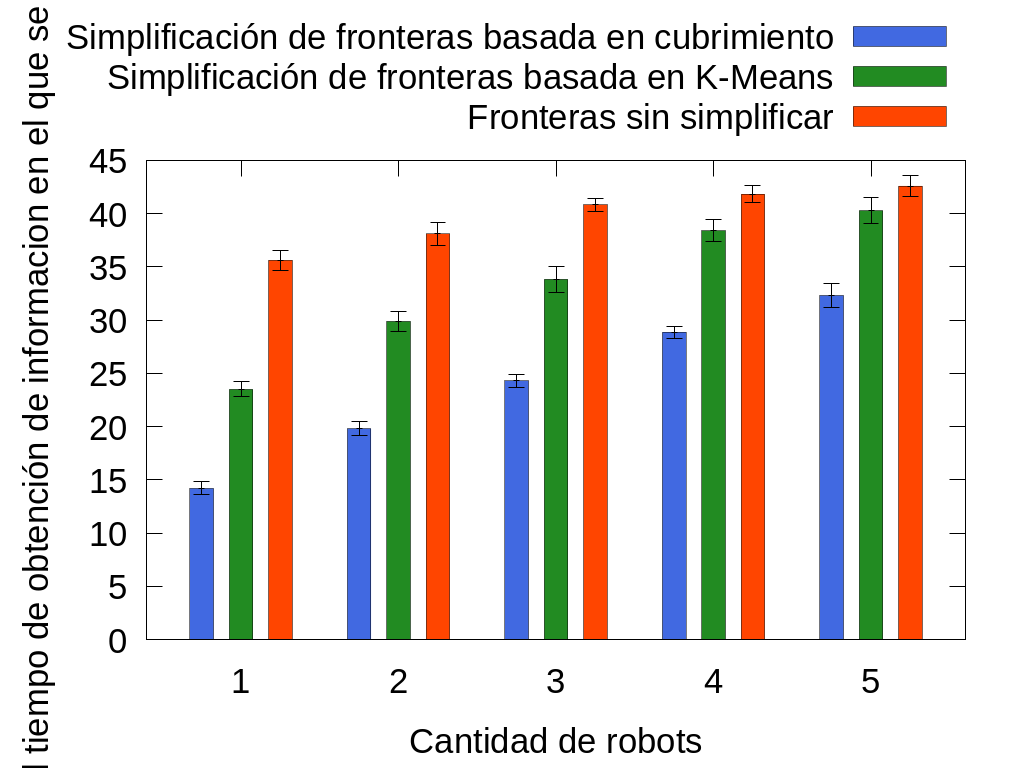 Simplificación de fronteras basada en cubrimiento
Simplificación de fronteras basada en K-Means
Fronteras sin simplificar
tiempo de obtención de informacion en el que se
45
40
35
30
25
20
15
10
5
0
1 2 3 4 5
Cantidad de robots